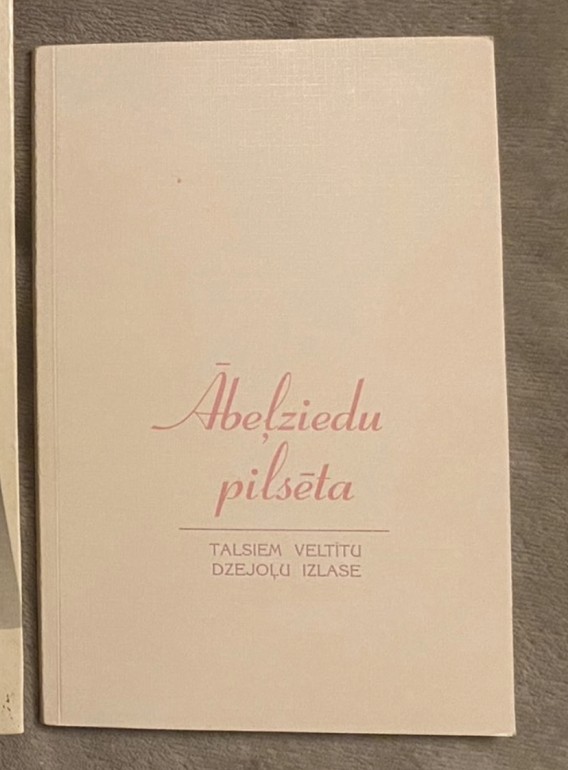 Ābeļziedu
pilsēta
TALSIEM VELTĪTU
DZEJOĻU IZLASE